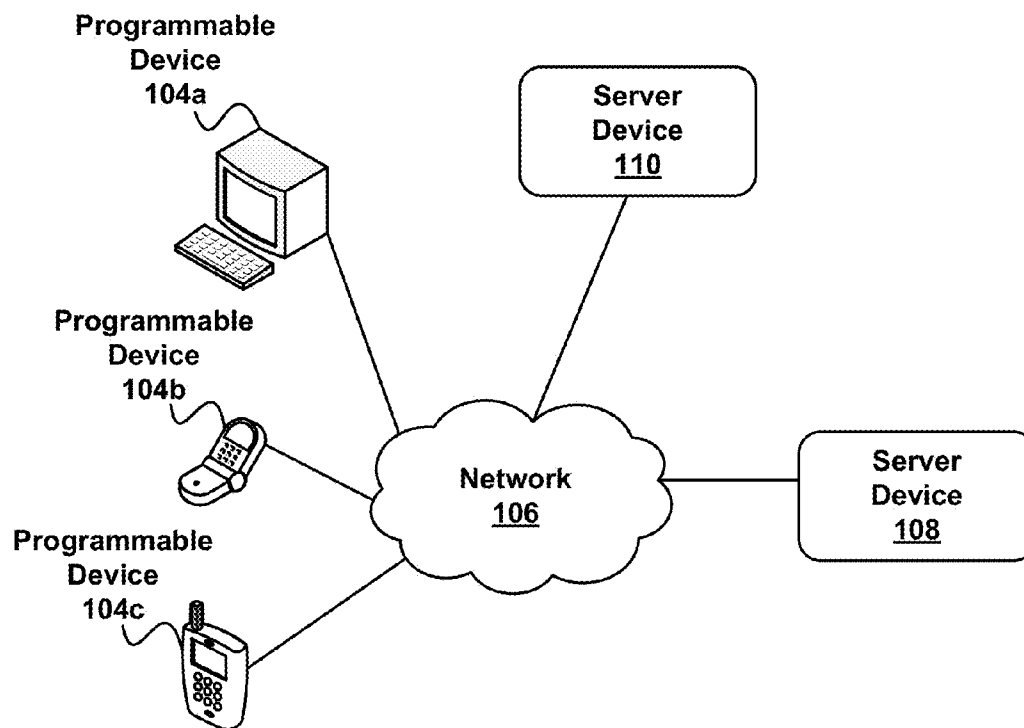 Programmable
Device
104a
Server
Device
110
Programmable
Device
104b
Network
106
Server
Device
108
Programmable
Device
104c